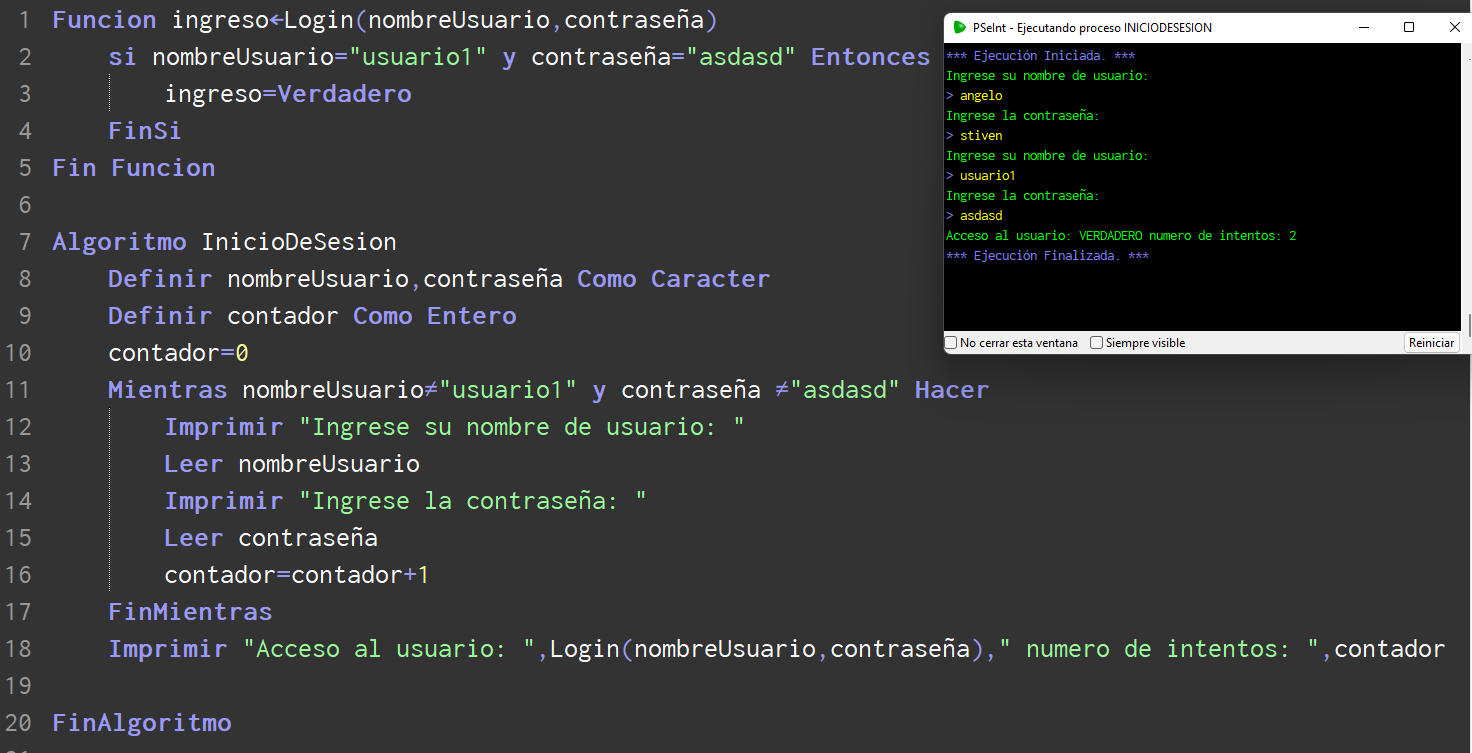 1 Funcion ingreso←Login(nombreUsuario,contraseña)
2 si nombreUsuario="usuario1" y contraseña="asdasd" Entonces
3 ingreso=Verdadero
4 FinSi
5 Fin Funcion
6
7 Algoritmo InicioDeSesion
8 Definir nombreUsuario,contraseña Como Caracter
9 Definir contador Como Entero
10 contador=0
11 Mientras nombreUsuario≠"usuario1" y contraseña ≠"asdasd" Hacer
12 Imprimir "Ingrese su nombre de usuario: "
13 Leer nombreUsuario
14 Imprimir "Ingrese la contraseña: "
15 Leer contraseña
16 contador=contador+1
17 FinMientras
18 Imprimir "Acceso al usuario: ",Login(nombreUsuario,contraseña)," numero de intentos: ",contador
19
20 FinAlgoritmo
PSeInt - Ejecutando proceso INICIODESESION
*** Ejecución Iniciada. ***
Ingrese su nombre de usuario:
> angelo
Ingrese la contraseña:
> stiven
Ingrese su nombre de usuario:
> usuario1
Ingrese la contraseña:
> asdasd
Acceso al usuario: VERDADERO numero de intentos: 2
*** Ejecución Finalizada. ***
No cerrar esta ventana Siempre visible Reiniciar